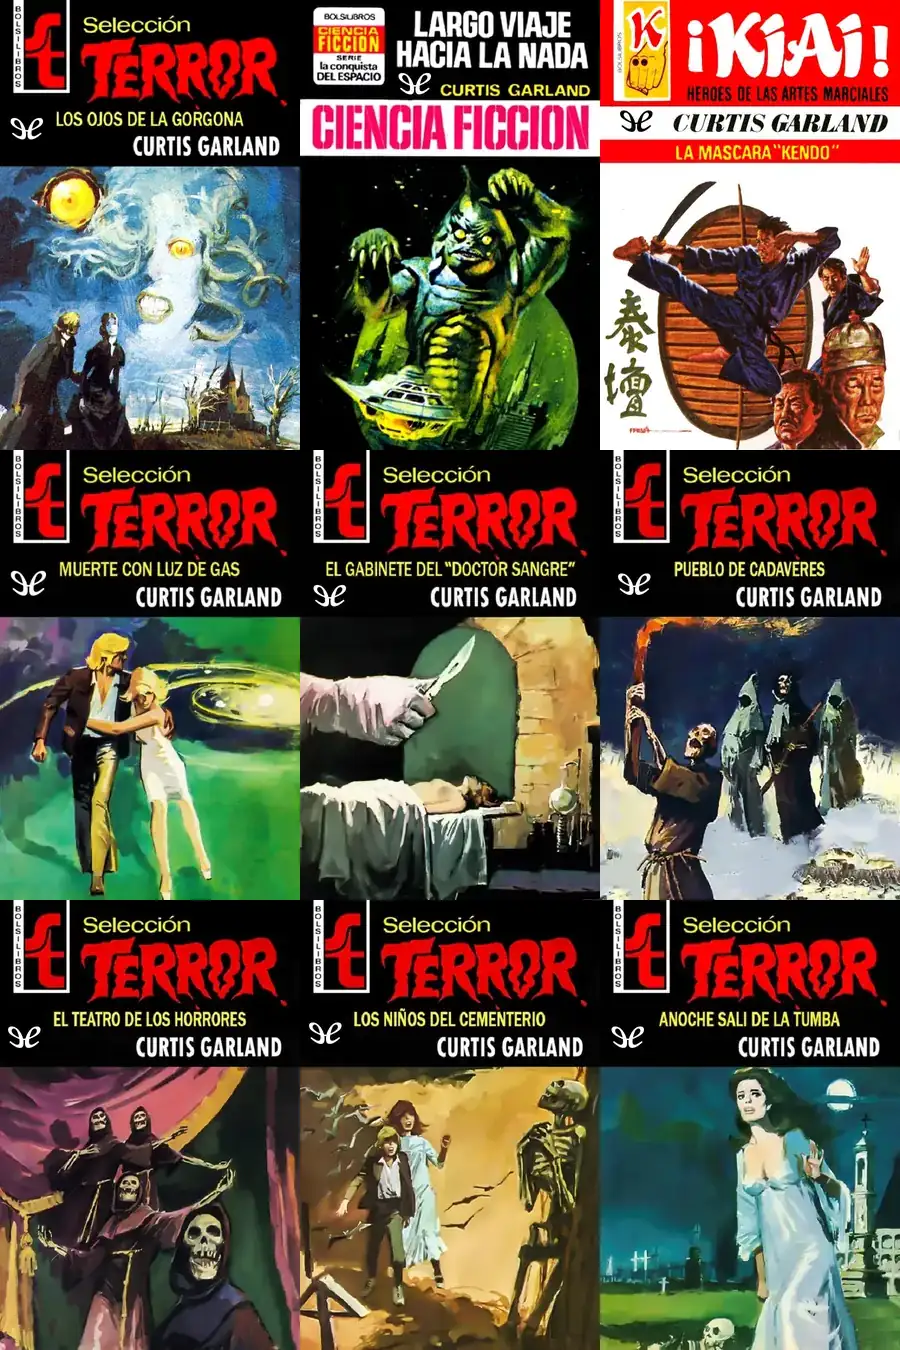 BOLSILIBROS
Selección
TERROR
LOS OJOS DE LA GORGONA
CURTIS GARLAND
BOLSILIBROS
CIENCIA
FICCION
SERIE
la conquista
DEL ESPACIO
LARGO VIAJE
HACIA LA NADA
CURTIS GARLAND
CIENCIA FICCION
BOLSILIBROS
K
¡KIAI!
HEROES DE LAS ARTES MARCIALES
CURTIS GARLAND
LA MASCARA "KENDO"
泰
壇
BOLSILIBROS
Selección
TERROR
MUERTE CON LUZ DE GAS
CURTIS GARLAND
BOLSILIBROS
Selección
TERROR
EL GABINETE DEL "DOCTOR SANGRE"
CURTIS GARLAND
BOLSILIBROS
Selección
TERROR
PUEBLO DE CADAVERES
CURTIS GARLAND
BOLSILIBROS
Selección
TERROR
EL TEATRO DE LOS HORRORES
CURTIS GARLAND
BOLSILIBROS
Selección
TERROR
LOS NIÑOS DEL CEMENTERIO
CURTIS GARLAND
BOLSILIBROS
Selección
TERROR
ANOCHE SALI DE LA TUMBA
CURTIS GARLAND